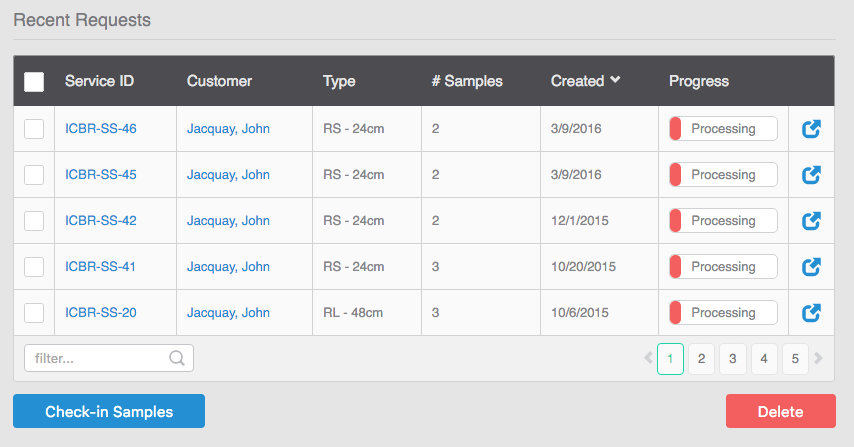 Recent Requests
Service ID Customer Type # Samples Created Progress
ICBR-SS-46 Jacquay, John RS - 24cm 2 3/9/2016 Processing
ICBR-SS-45 Jacquay, John RS - 24cm 2 3/9/2016 Processing
ICBR-SS-42 Jacquay, John RS - 24cm 2 12/1/2015 Processing
ICBR-SS-41 Jacquay, John RS - 24cm 3 10/20/2015 Processing
ICBR-SS-20 Jacquay, John RL - 48cm 3 10/6/2015 Processing
filter... 1 2 3 4 5
Check-in Samples Delete